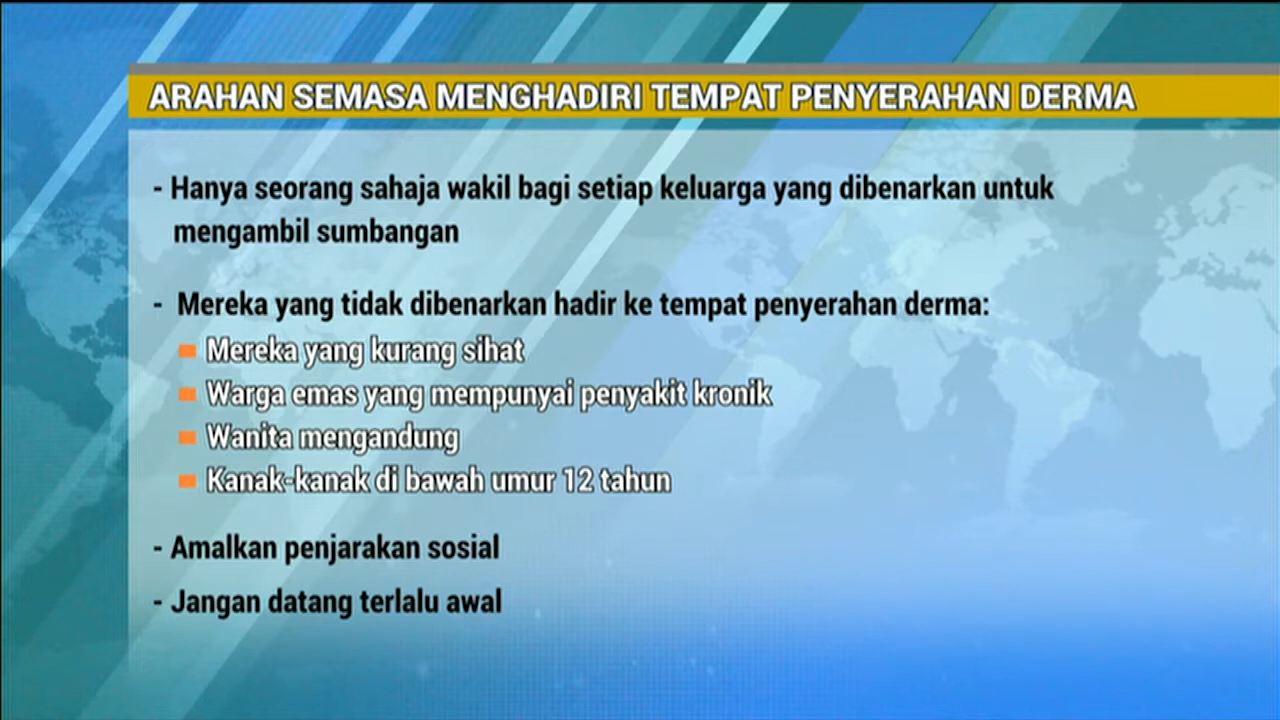 ARAHAN SEMASA MENGHADIRI TEMPAT PENYERAHAN DERMA
- Hanya seorang sahaja wakil bagi setiap keluarga yang dibenarkan untuk
mengambil sumbangan
- Mereka yang tidak dibenarkan hadir ke tempat penyerahan derma:
Mereka yang kurang sihat
Warga emas yang mempunyai penyakit kronik
Wanita mengandung
Kanak-kanak di bawah umur 12 tahun
- Amalkan penjarakan sosial
- Jangan datang terlalu awal